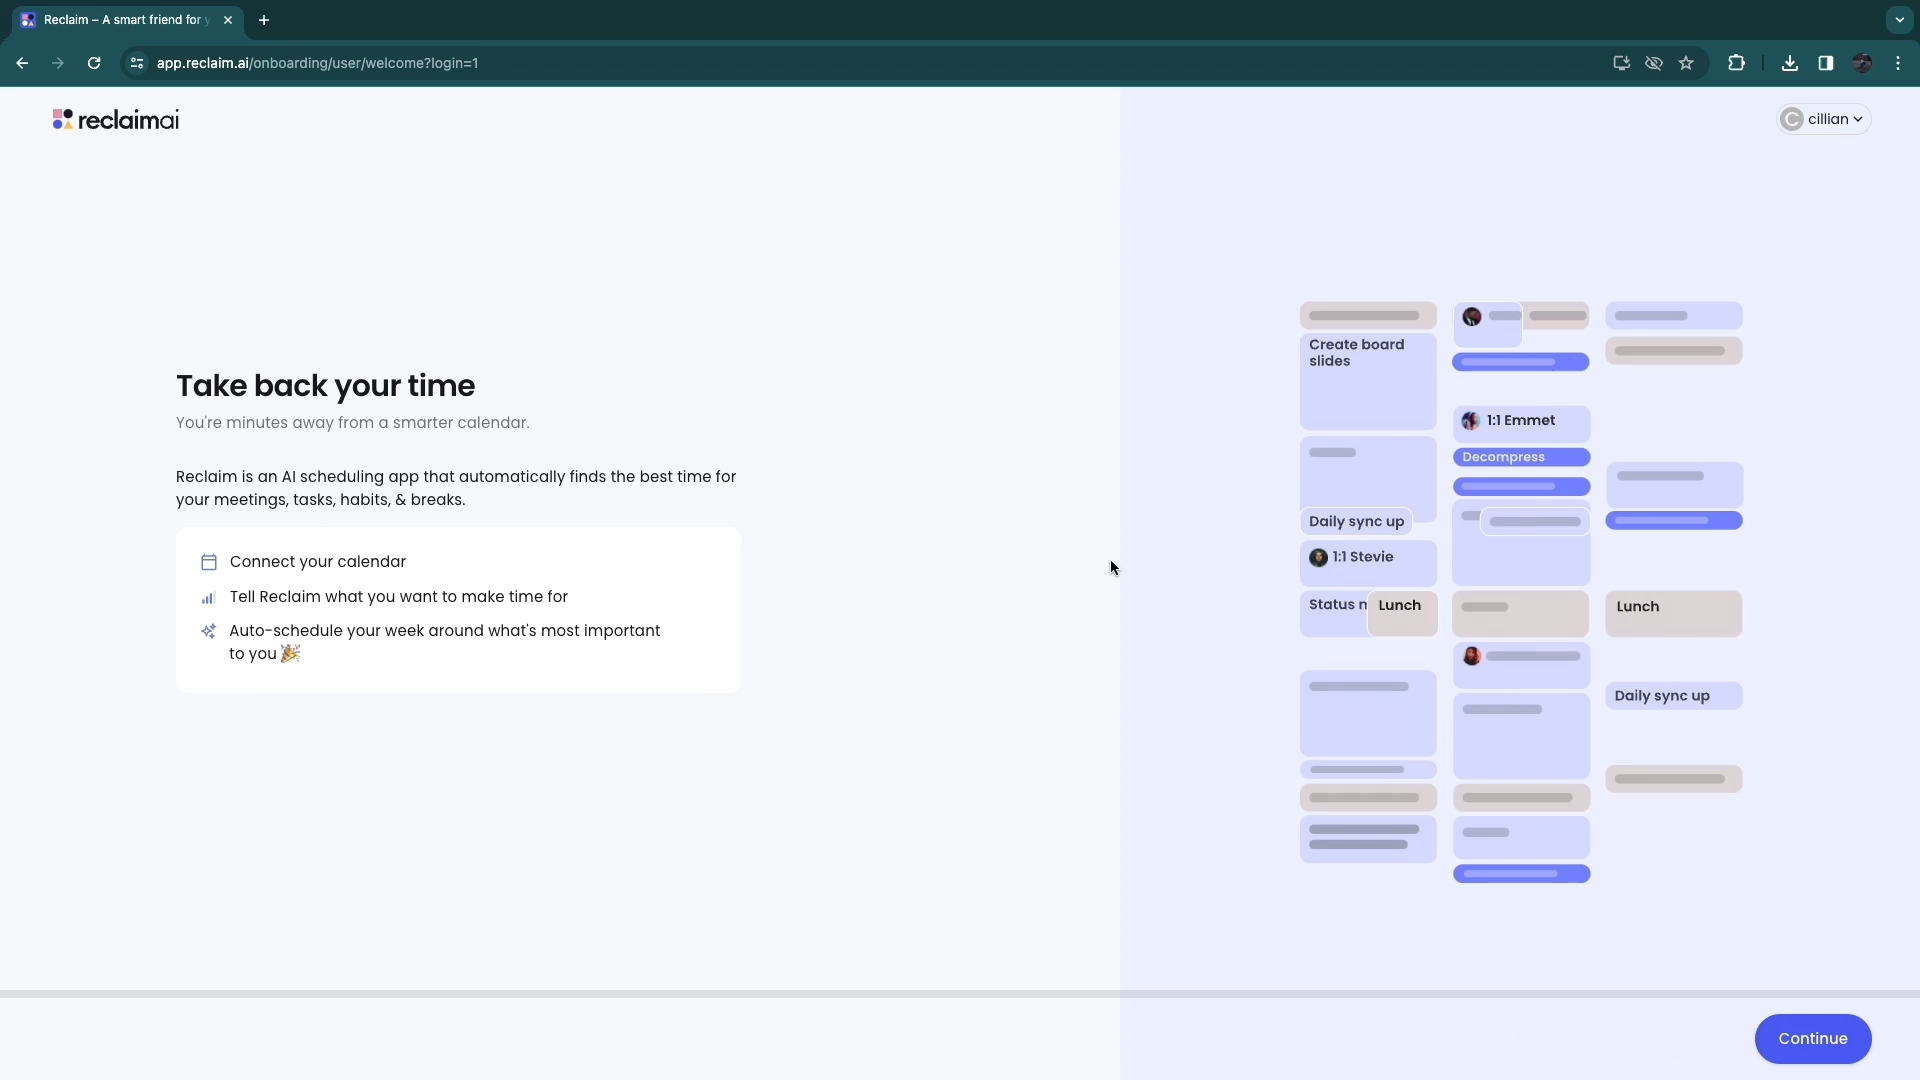 Reclaim – A smart friend for y
app.reclaim.ai/onboarding/user/welcome?login=1
reclaimai
C cillian
Take back your time
You're minutes away from a smarter calendar.
Reclaim is an AI scheduling app that automatically finds the best time for
your meetings, tasks, habits, & breaks.
Connect your calendar
Tell Reclaim what you want to make time for
Auto-schedule your week around what's most important
to you 🎉
Create board
slides
Daily sync up
1:1 Stevie
Status n
Lunch
1:1 Emmet
Decompress
Lunch
Daily sync up
Continue